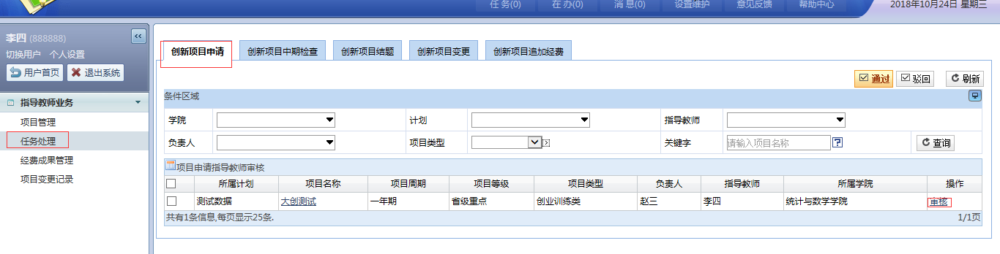 任 务(0) 在 办(0) 消 息(0) 设置维护 意见反馈 帮助中心 2018年10月24日 星期三
李四 (888888)
切换用户 个人设置
用户首页 退出系统
指导教师业务
项目管理
任务处理
经费成果管理
项目变更记录
创新项目申请 创新项目中期检查 创新项目结题 创新项目变更 创新项目追加经费
通过 驳回 刷新
条件区域
学院 计划 指导教师
负责人 项目类型 关键字 请输入项目名称 查询
项目申请指导教师审核
所属计划 项目名称 项目周期 项目等级 项目类型 负责人 指导教师 所属学院 操作
测试数据 大创测试 一年期 省级重点 创业训练类 赵三 李四 统计与数学学院 审核
共有1条信息,每页显示25条. 1/1页